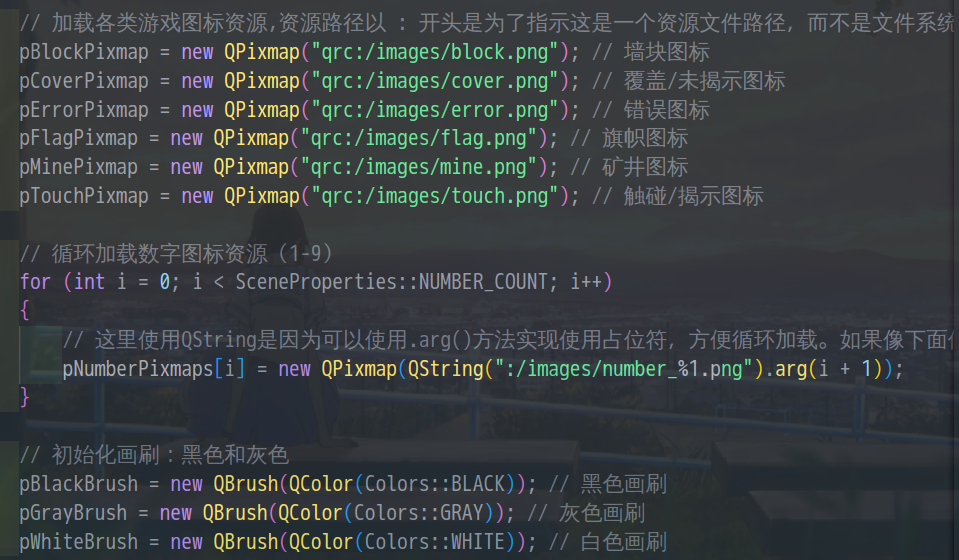 // 加载各类游戏图标资源,资源路径以 : 开头是为了指示这是一个资源文件路径, 而不是文件系统
pBlockPixmap = new QPixmap("qrc:/images/block.png"); // 墙块图标
pCoverPixmap = new QPixmap("qrc:/images/cover.png"); // 覆盖/未揭示图标
pErrorPixmap = new QPixmap("qrc:/images/error.png"); // 错误图标
pFlagPixmap = new QPixmap("qrc:/images/flag.png"); // 旗帜图标
pMinePixmap = new QPixmap("qrc:/images/mine.png"); // 矿井图标
pTouchPixmap = new QPixmap("qrc:/images/touch.png"); // 触碰/揭示图标
// 循环加载数字图标资源（1-9）
for (int i = 0; i < SceneProperties::NUMBER_COUNT; i++)
{
// 这里使用QString是因为可以使用.arg()方法实现使用占位符, 方便循环加载。如果像下面
pNumberPixmaps[i] = new QPixmap(QString(":/images/number_%1.png").arg(i + 1));
}
// 初始化画刷：黑色和灰色
pBlackBrush = new QBrush(QColor(Colors::BLACK)); // 黑色画刷
pGrayBrush = new QBrush(QColor(Colors::GRAY)); // 灰色画刷
pWhiteBrush = new QBrush(QColor(Colors::WHITE)); // 白色画刷